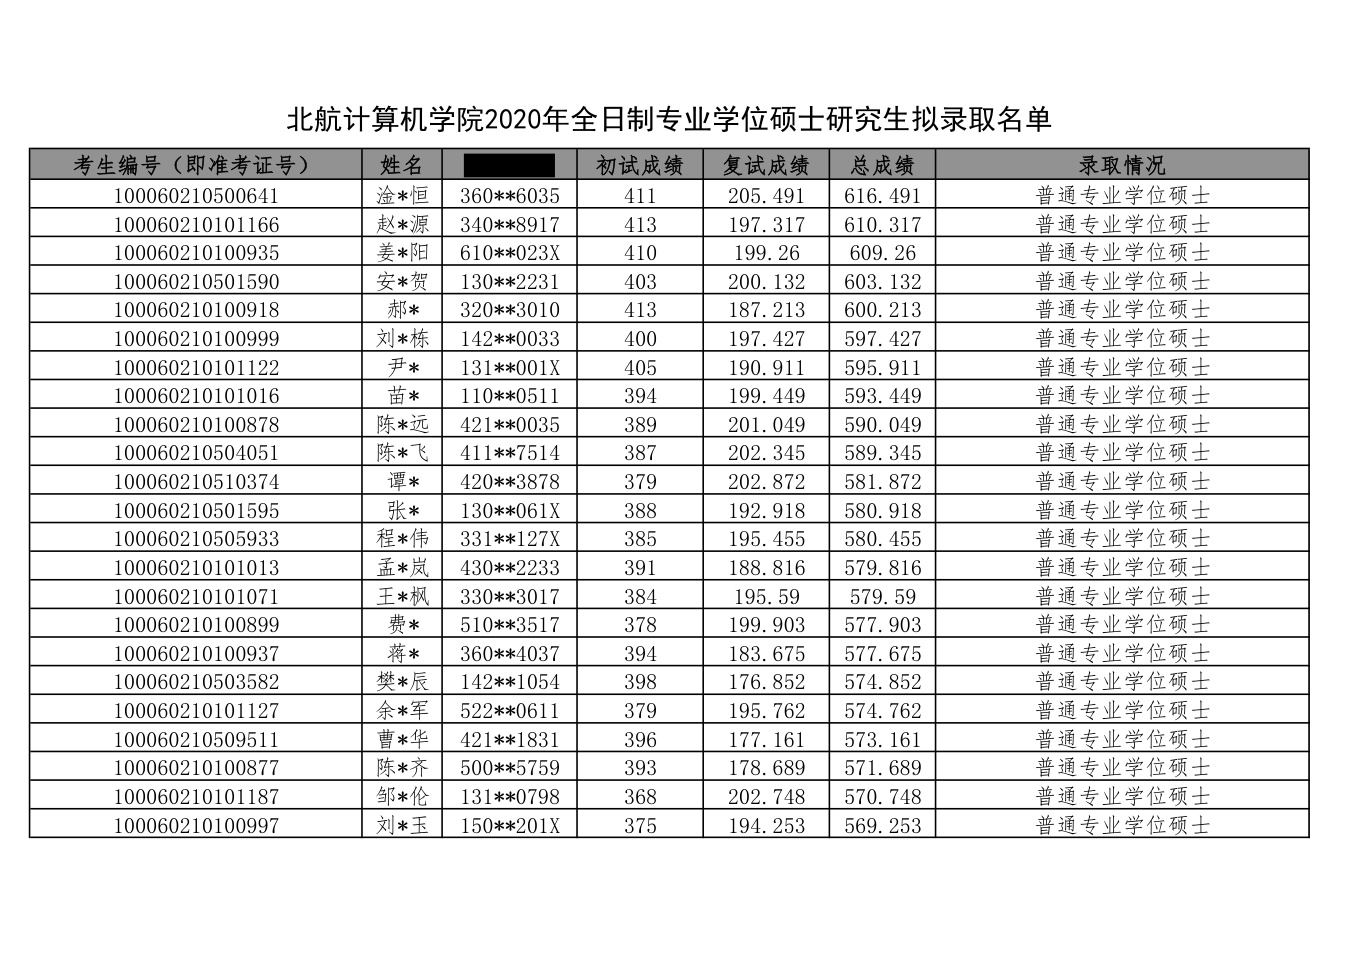 北航计算机学院2020年全日制专业学位硕士研究生拟录取名单
考生编号（即准考证号） 姓名 初试成绩 复试成绩 总成绩 录取情况
100060210500641 淦*恒 360**6035 411 205.491 616.491 普通专业学位硕士
100060210101166 赵*源 340**8917 413 197.317 610.317 普通专业学位硕士
100060210100935 姜*阳 610**023X 410 199.26 609.26 普通专业学位硕士
100060210501590 安*贺 130**2231 403 200.132 603.132 普通专业学位硕士
100060210100918 郝* 320**3010 413 187.213 600.213 普通专业学位硕士
100060210100999 刘*栋 142**0033 400 197.427 597.427 普通专业学位硕士
100060210101122 尹* 131**001X 405 190.911 595.911 普通专业学位硕士
100060210101016 苗* 110**0511 394 199.449 593.449 普通专业学位硕士
100060210100878 陈*远 421**0035 389 201.049 590.049 普通专业学位硕士
100060210504051 陈*飞 411**7514 387 202.345 589.345 普通专业学位硕士
100060210510374 谭* 420**3878 379 202.872 581.872 普通专业学位硕士
100060210501595 张* 130**061X 388 192.918 580.918 普通专业学位硕士
100060210505933 程*伟 331**127X 385 195.455 580.455 普通专业学位硕士
100060210101013 孟*岚 430**2233 391 188.816 579.816 普通专业学位硕士
100060210101071 王*枫 330**3017 384 195.59 579.59 普通专业学位硕士
100060210100899 费* 510**3517 378 199.903 577.903 普通专业学位硕士
100060210100937 蒋* 360**4037 394 183.675 577.675 普通专业学位硕士
100060210503582 樊*辰 142**1054 398 176.852 574.852 普通专业学位硕士
100060210101127 余*军 522**0611 379 195.762 574.762 普通专业学位硕士
100060210509511 曹*华 421**1831 396 177.161 573.161 普通专业学位硕士
100060210100877 陈*齐 500**5759 393 178.689 571.689 普通专业学位硕士
100060210101187 邹*伦 131**0798 368 202.748 570.748 普通专业学位硕士
100060210100997 刘*玉 150**201X 375 194.253 569.253 普通专业学位硕士